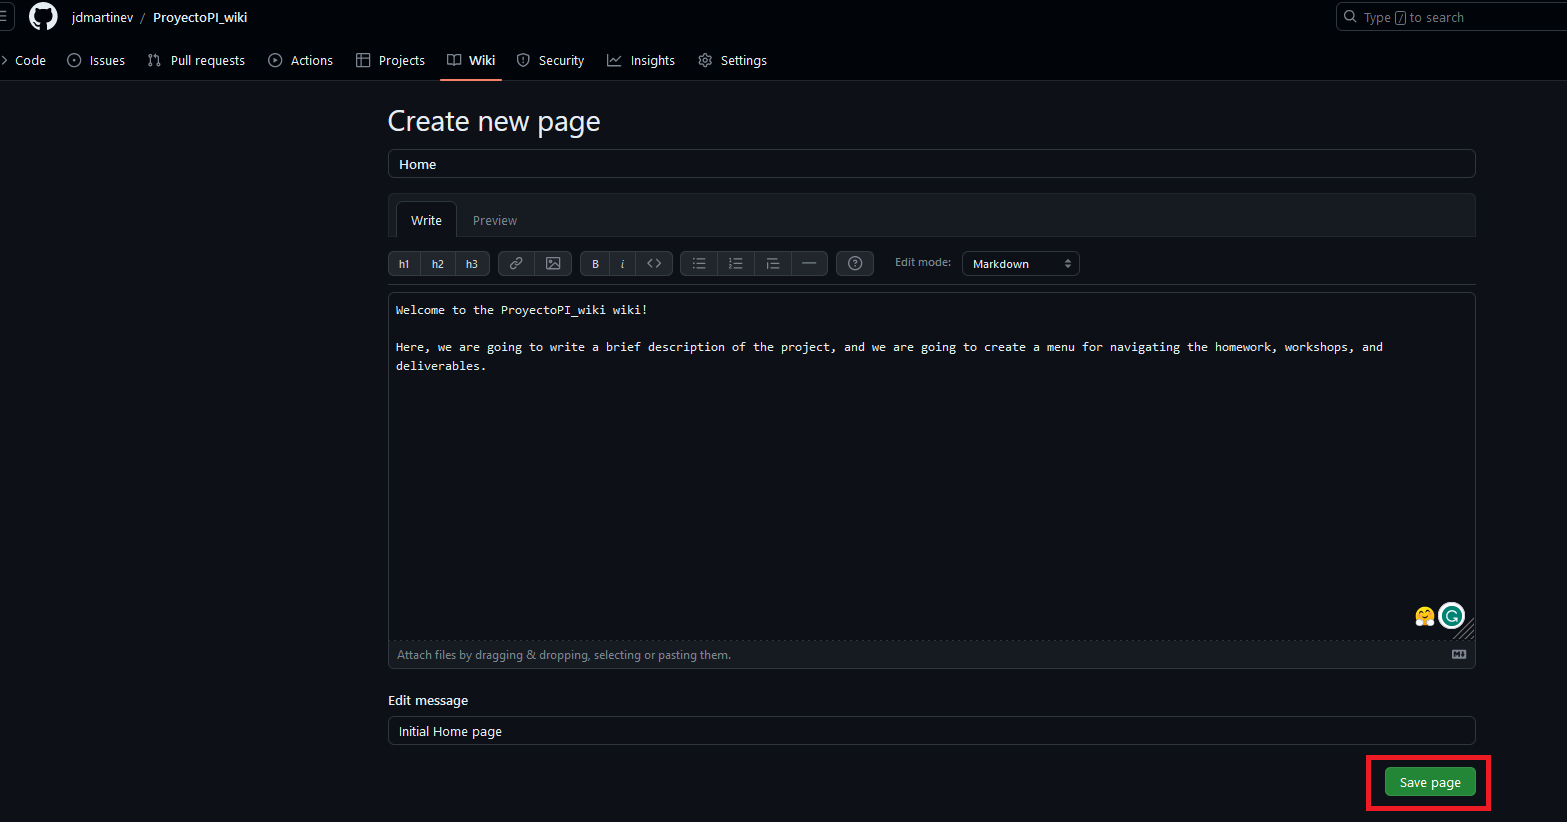 jdmartinev / ProyectoPI_wiki
Type / to search
Code Issues Pull requests Actions Projects Wiki Security Insights Settings
Create new page
Home
Write Preview
h1 h2 h3 B i <> Edit mode: Markdown
Welcome to the ProyectoPI_wiki wiki!
Here, we are going to write a brief description of the project, and we are going to create a menu for navigating the homework, workshops, and
deliverables.
Attach files by dragging & dropping, selecting or pasting them.
Edit message
Initial Home page
Save page